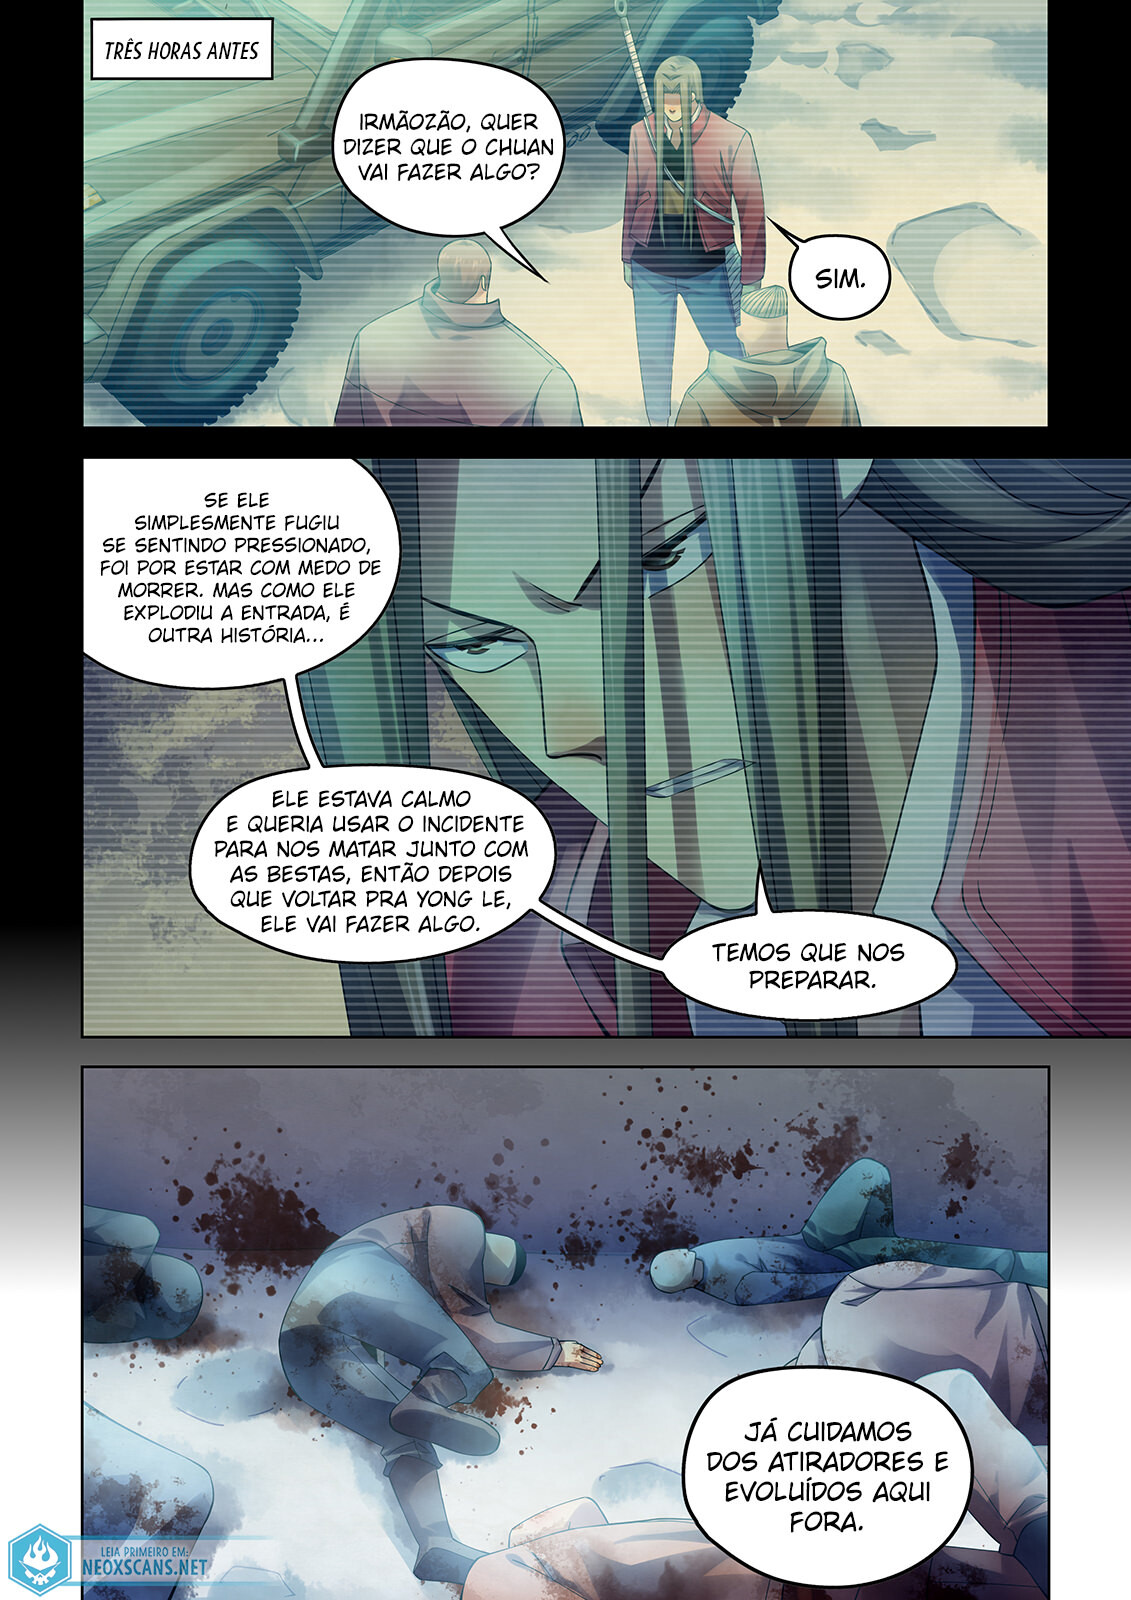 TRÊS HORAS ANTES
IRMÃOZÃO, QUER
DIZER QUE O CHUAN
VAI FAZER ALGO?
SIM.
SE ELE
SIMPLESMENTE FUGIU
SE SENTINDO PRESSIONADO,
FOI POR ESTAR COM MEDO DE
MORRER. MAS COMO ELE
EXPLODIU A ENTRADA, É
OUTRA HISTÓRIA...
ELE ESTAVA CALMO
E QUERIA USAR O INCIDENTE
PARA NOS MATAR JUNTO COM
AS BESTAS, ENTÃO DEPOIS
QUE VOLTAR PRA YONG LE,
ELE VAI FAZER ALGO.
TEMOS QUE NOS
PREPARAR.
JÁ CUIDAMOS
DOS ATIRADORES E
EVOLUÍDOS AQUI
FORA.
LEIA PRIMEIRO EM:
NEOXSCANS.NET